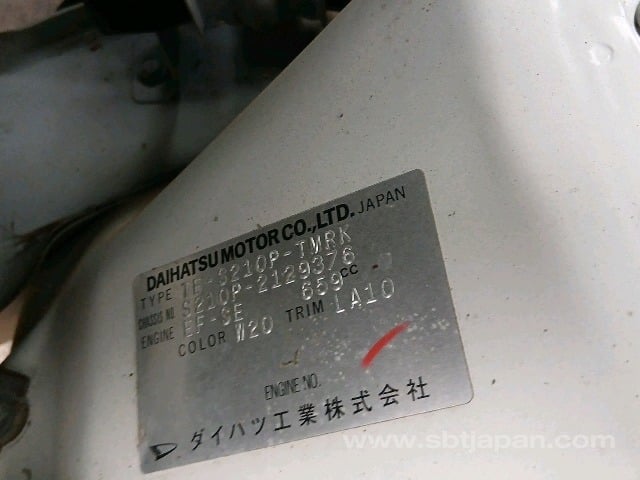 DAIHATSU MOTOR CO., LTD. JAPAN
TYPE TE-S210P-TMRK
CHASSIS NO S210P-2129376
ENGINE EF-SE 659cc
COLOR W20 TRIM LA10
ENGINE NO.
ダイハツ工業株式会社
www.sbtjapan.com